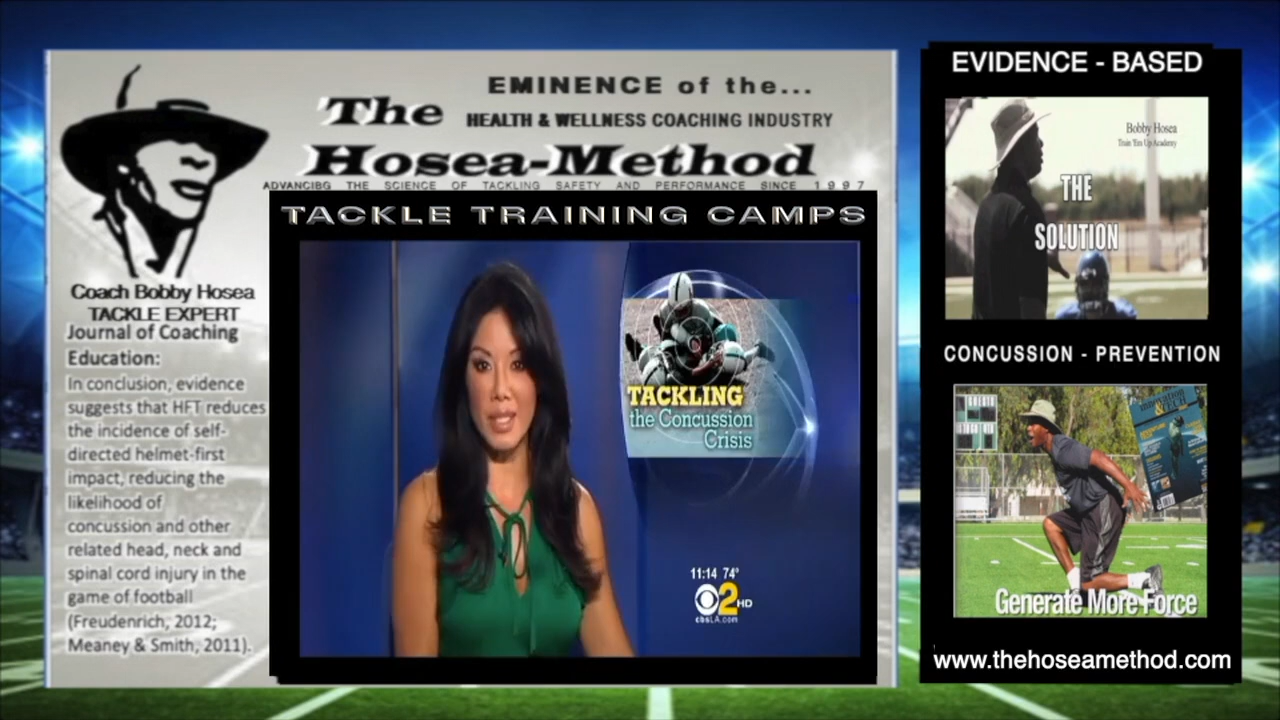 EMINENCE of the...
The
HEALTH & WELLNESS COACHING INDUSTRY
Hosea-Method
ADVANCIBG THE SCIENCE OF TACKLING SAFETY AND PERFORMANCE SINCE 1997
Coach Bobby Hosea
TACKLE EXPERT
Journal of Coaching
Education:
In conclusion, evidence
suggests that HFT reduces
the incidence of self-
directed helmet-first
impact, reducing the
likelihood of
concussion and other
related head, neck and
spinal cord injury in the
game of football
(Freudenrich, 2012;
Meaney & Smith, 2011).
TACKLE TRAINING CAMPS
TACKLING
the Concussion
Crisis
11:14 74°
2HD
cbsLA.com
EVIDENCE - BASED
Bobby Hosea
Train 'Em Up Academy
THE
SOLUTION
CONCUSSION - PREVENTION
innovation
&TECH
Generate More Force
www.thehoseamethod.com